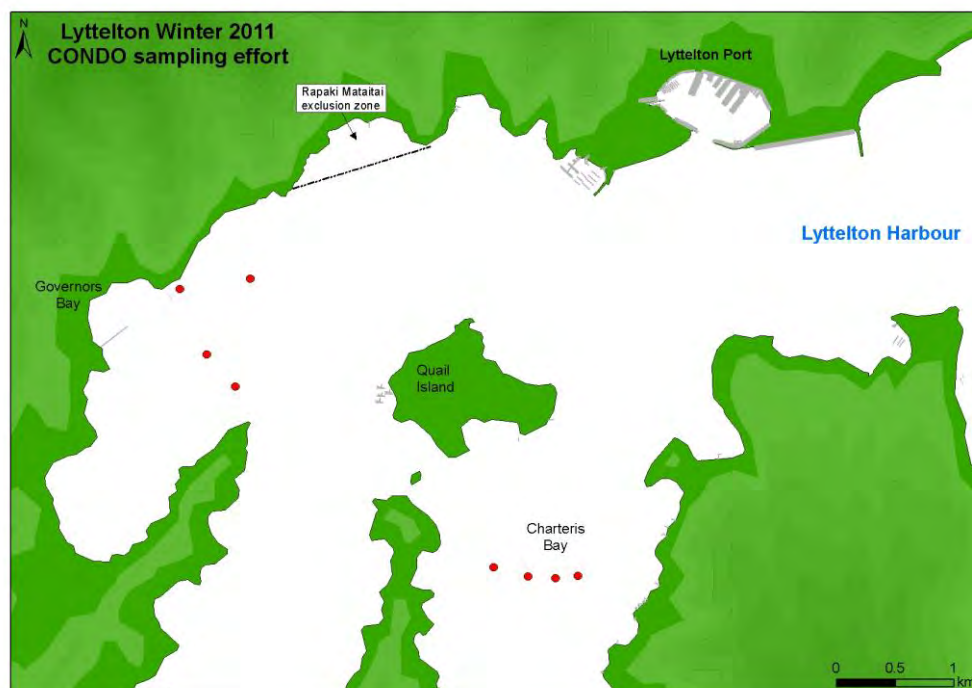 N
Lyttelton Winter 2011
CONDO sampling effort
Lyttelton Port
Rapaki Mataitai
exclusion zone
Lyttelton Harbour
Governors
Bay
Quail
Island
Charteris
Bay
0 0.5 1
km